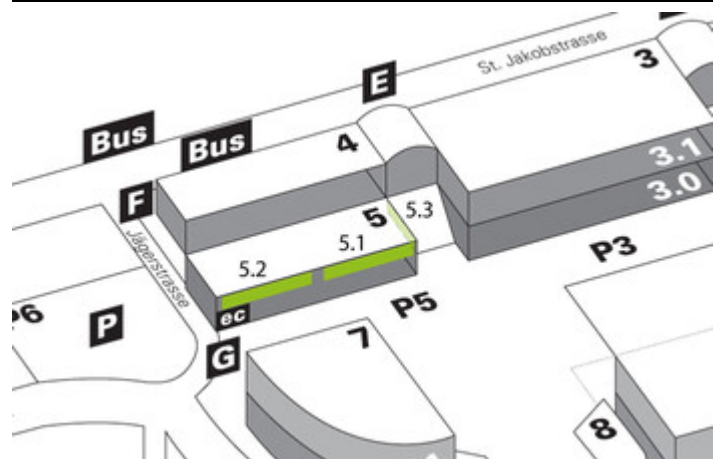 St. Jakobstrasse
3
E
Bus
Bus
4
3.1
3.0
F
5
5.3
5.1
5.2
Jägerstrasse
P3
P5
ec
P
G
7
8